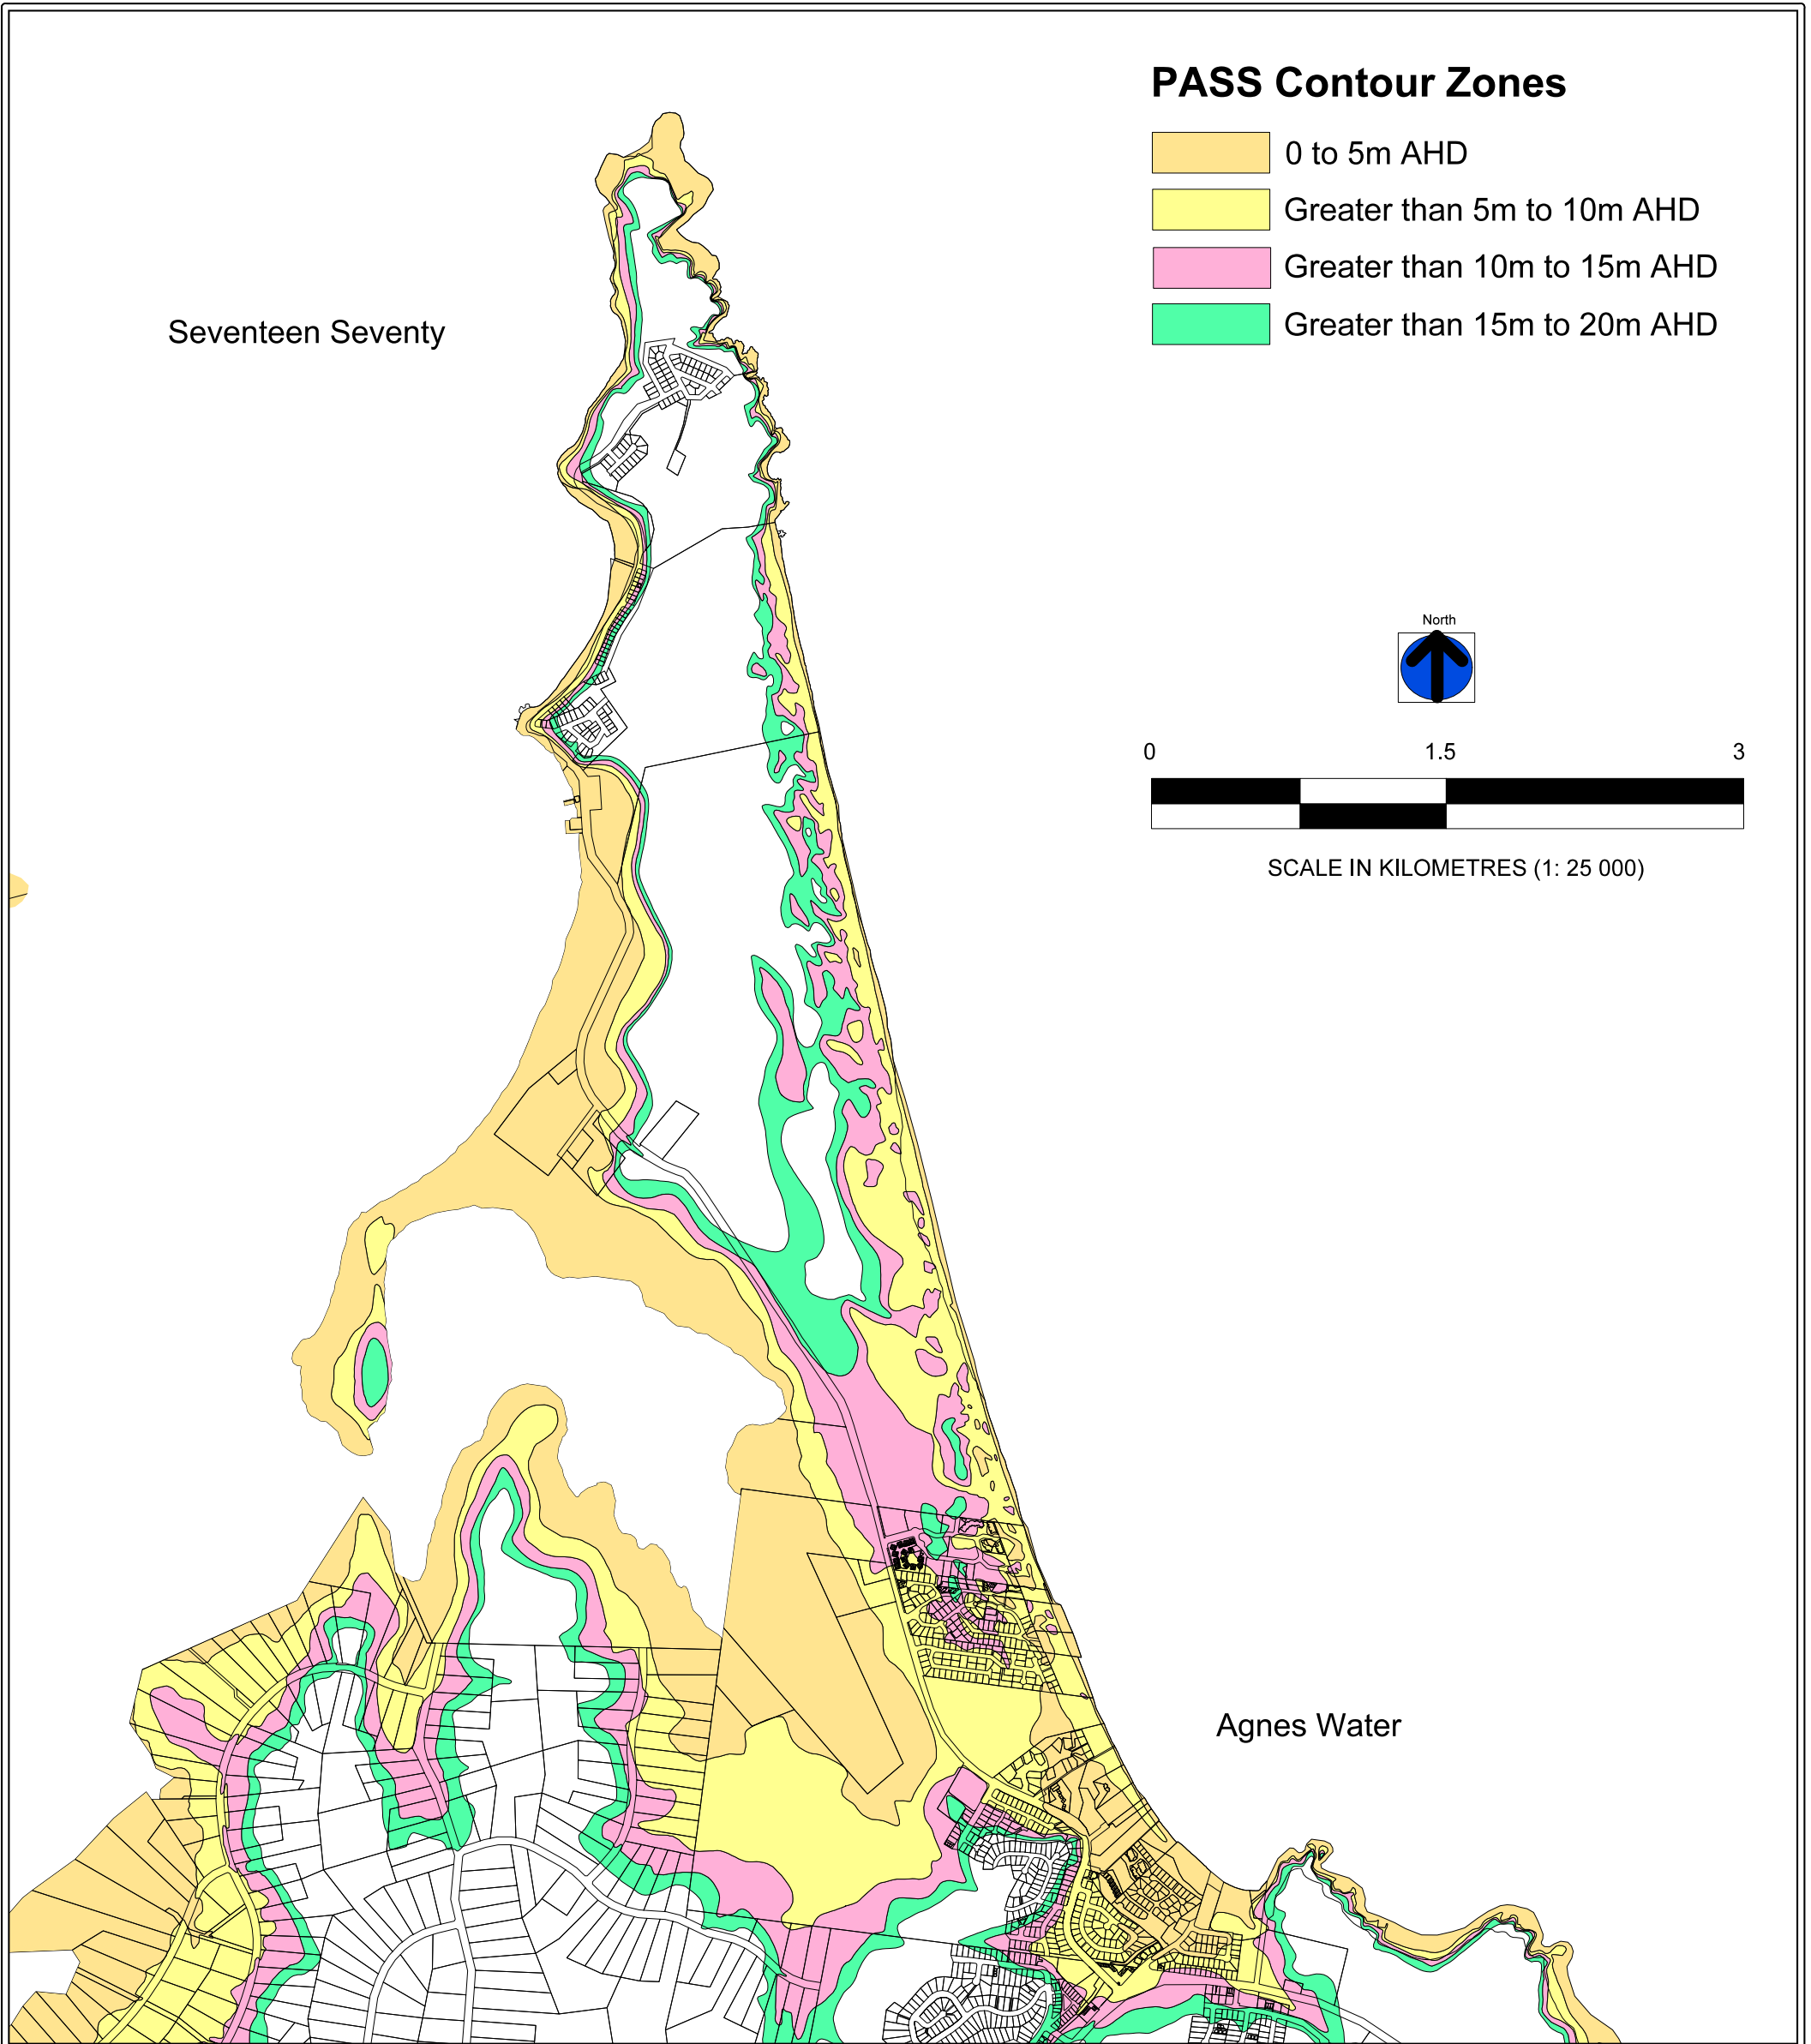 PASS Contour Zones
0 to 5m AHD
Greater than 5m to 10m AHD
Greater than 10m to 15m AHD
Greater than 15m to 20m AHD
Seventeen Seventy
North
0 1.5 3
SCALE IN KILOMETRES (1: 25 000)
Agnes Water